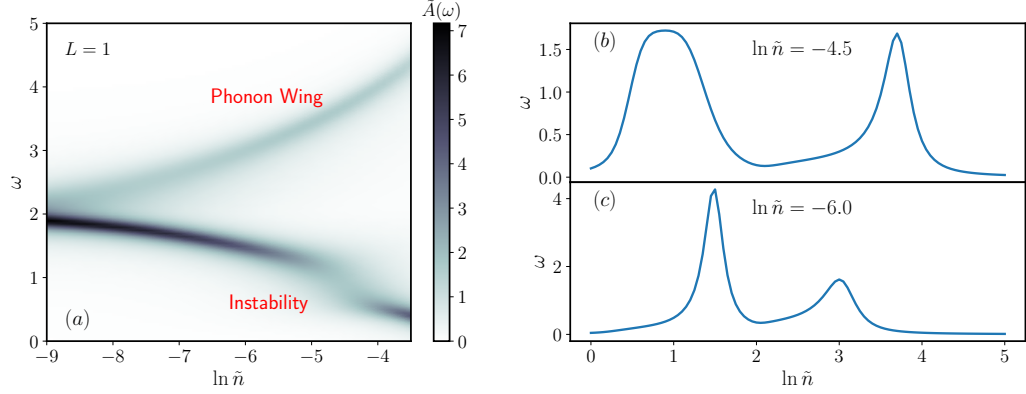 Ã(ω)
L = 1
Phonon Wing
Instability
(a)
ω
5
4
3
2
1
0
−9
−8
−7
−6
−5
−4
ln ñ
7
6
5
4
3
2
1
0
(b)
ln ñ = −4.5
ω
1.5
1.0
0.5
0.0
(c)
ln ñ = −6.0
ω
4
2
0
0
1
2
3
4
5
ln ñ